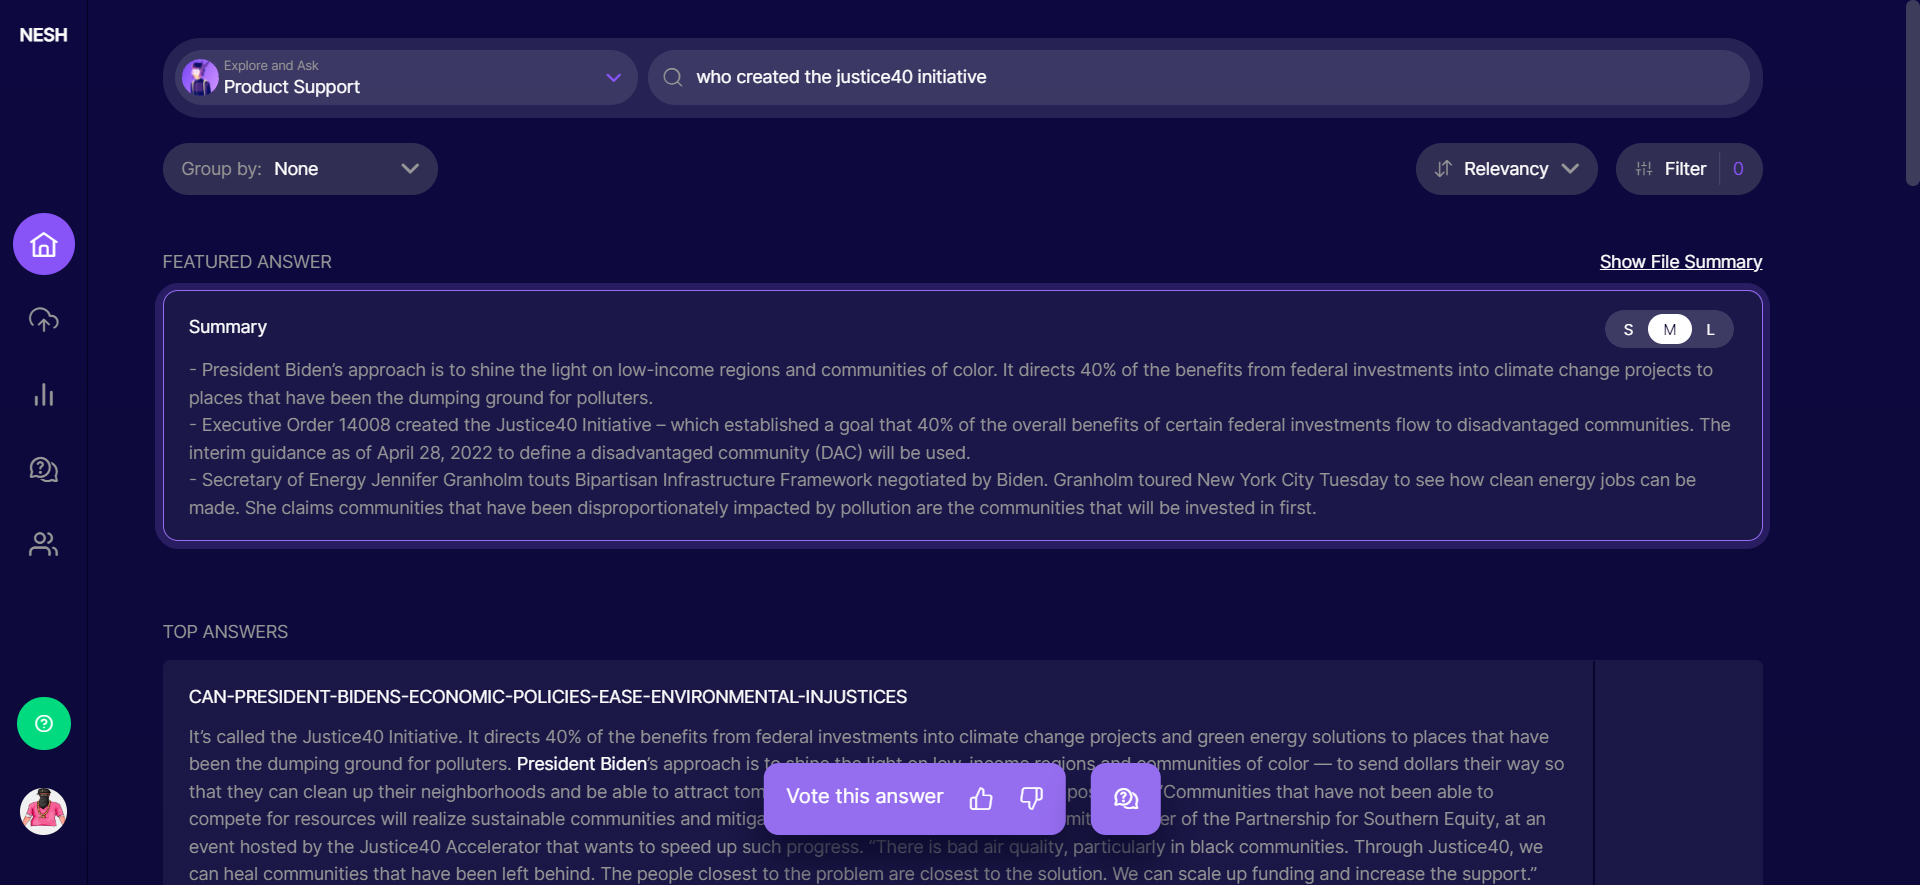 NESH
Explore and Ask
Product Support
who created the justice40 initiative
Group by: None
Relevancy
Filter 0
FEATURED ANSWER
Show File Summary
Summary
S M L
- President Biden’s approach is to shine the light on low-income regions and communities of color. It directs 40% of the benefits from federal investments into climate change projects to
places that have been the dumping ground for polluters.
- Executive Order 14008 created the Justice40 Initiative – which established a goal that 40% of the overall benefits of certain federal investments flow to disadvantaged communities. The
interim guidance as of April 28, 2022 to define a disadvantaged community (DAC) will be used.
- Secretary of Energy Jennifer Granholm touts Bipartisan Infrastructure Framework negotiated by Biden. Granholm toured New York City Tuesday to see how clean energy jobs can be
made. She claims communities that have been disproportionately impacted by pollution are the communities that will be invested in first.
TOP ANSWERS
CAN-PRESIDENT-BIDENS-ECONOMIC-POLICIES-EASE-ENVIRONMENTAL-INJUSTICES
It’s called the Justice40 Initiative. It directs 40% of the benefits from federal investments into climate change projects and green energy solutions to places that have
been the dumping ground for polluters. President Biden’s approach is to shine the light on low-income regions and communities of color — to send dollars their way so
that they can clean up their neighborhoods and be able to attract “Communities that have not been able to
compete for resources will realize sustainable communities and of the Partnership for Southern Equity, at an
Vote this answer
event hosted by the Justice40 Accelerator that wants to speed up such progress. “There is bad air quality, particularly in black communities. Through Justice40, we
can heal communities that have been left behind. The people closest to the problem are closest to the solution. We can scale up funding and increase the support.”